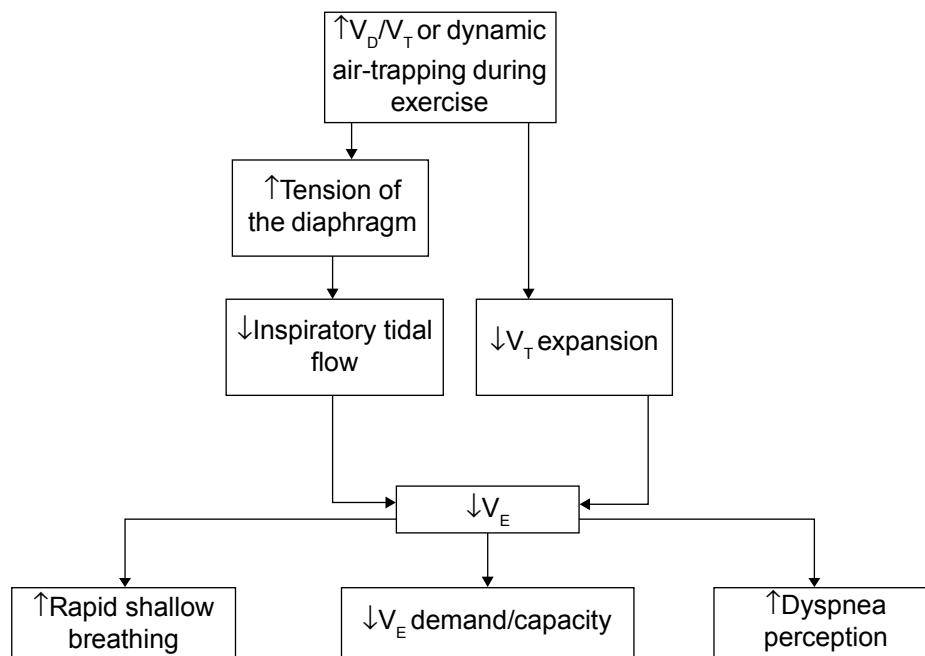 ↑V_D/V_T or dynamic
air-trapping during
exercise
↑Tension of
the diaphragm
↓Inspiratory tidal
flow
↓V_T expansion
↓V_E
↑Rapid shallow
breathing
↓V_E demand/capacity
↑Dyspnea
perception